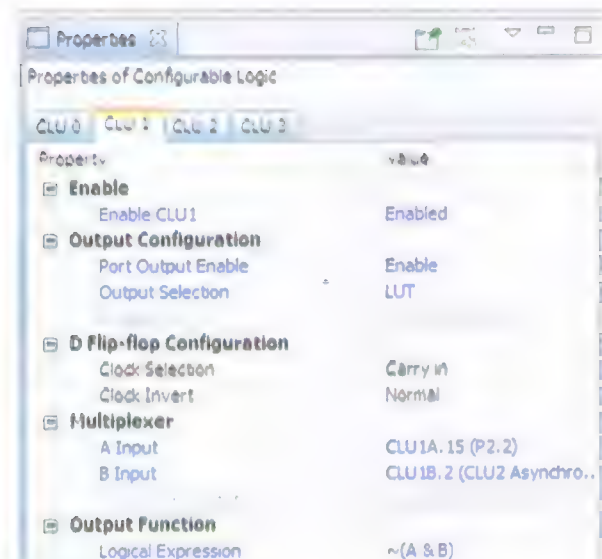 Properties
Properties of Configurable Logic
CLU 0 CLU 1 CLU 2 CLU 3
Property Value
Enable
Enable CLU1 Enabled
Output Configuration
Port Output Enable Enable
Output Selection LUT
D Flip-flop Configuration
Clock Selection Carry in
Clock Invert Normal
Multiplexer
A Input CLU1A.15 (P2.2)
B Input CLU1B.2 (CLU2 Asynchro..
Output Function
Logical Expression ~(A & B)